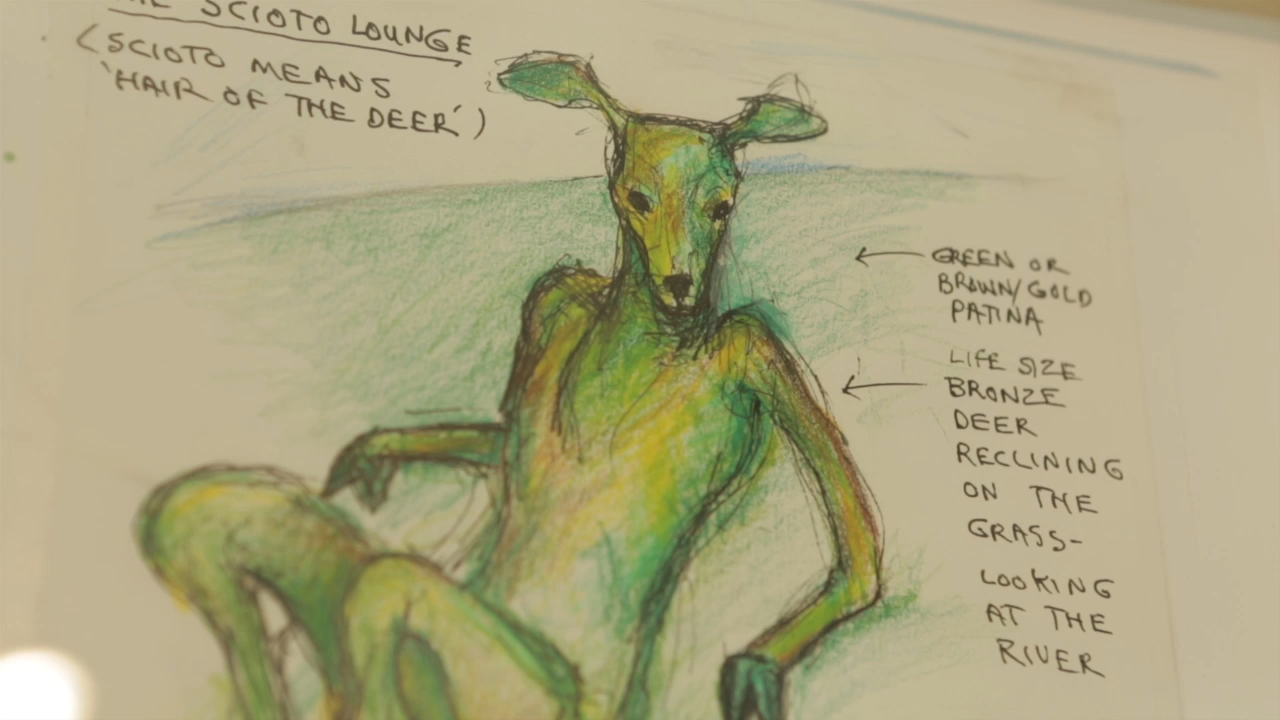 SCIOTO LOUNGE
(SCIOTO MEANS
'HAIR OF THE DEER')
GREEN OR
BROWN/GOLD
PATINA
LIFE SIZE
BRONZE
DEER
RECLINING
ON THE
GRASS-
LOOKING
AT THE
RIVER